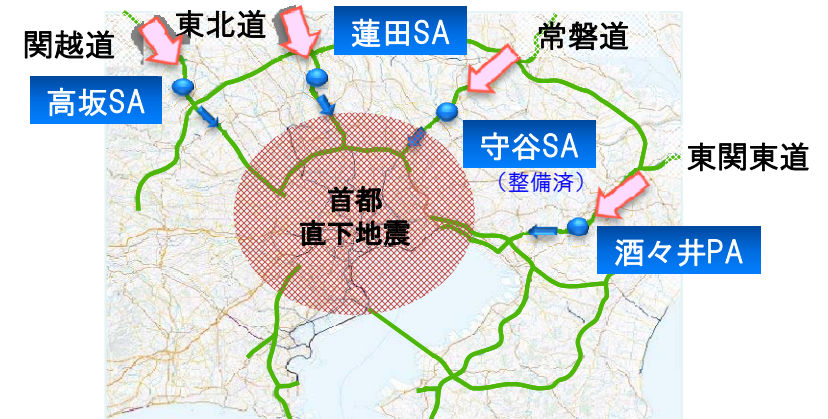 関越道
東北道
蓮田SA
常磐道
高坂SA
守谷SA
（整備済）
東関東道
首都
直下地震
酒々井PA